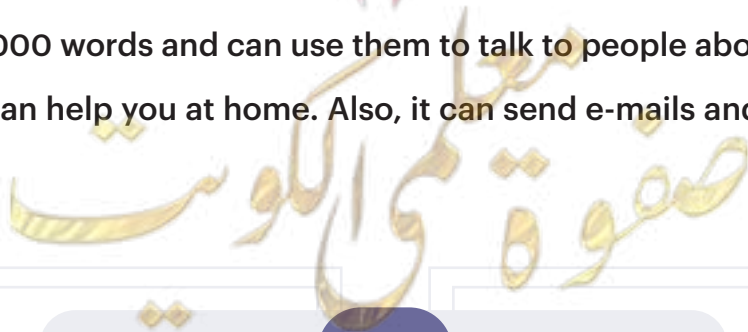 000 words and can use them to talk to people abo
an help you at home. Also, it can send e-mails and
صفوة معلمى الكويت